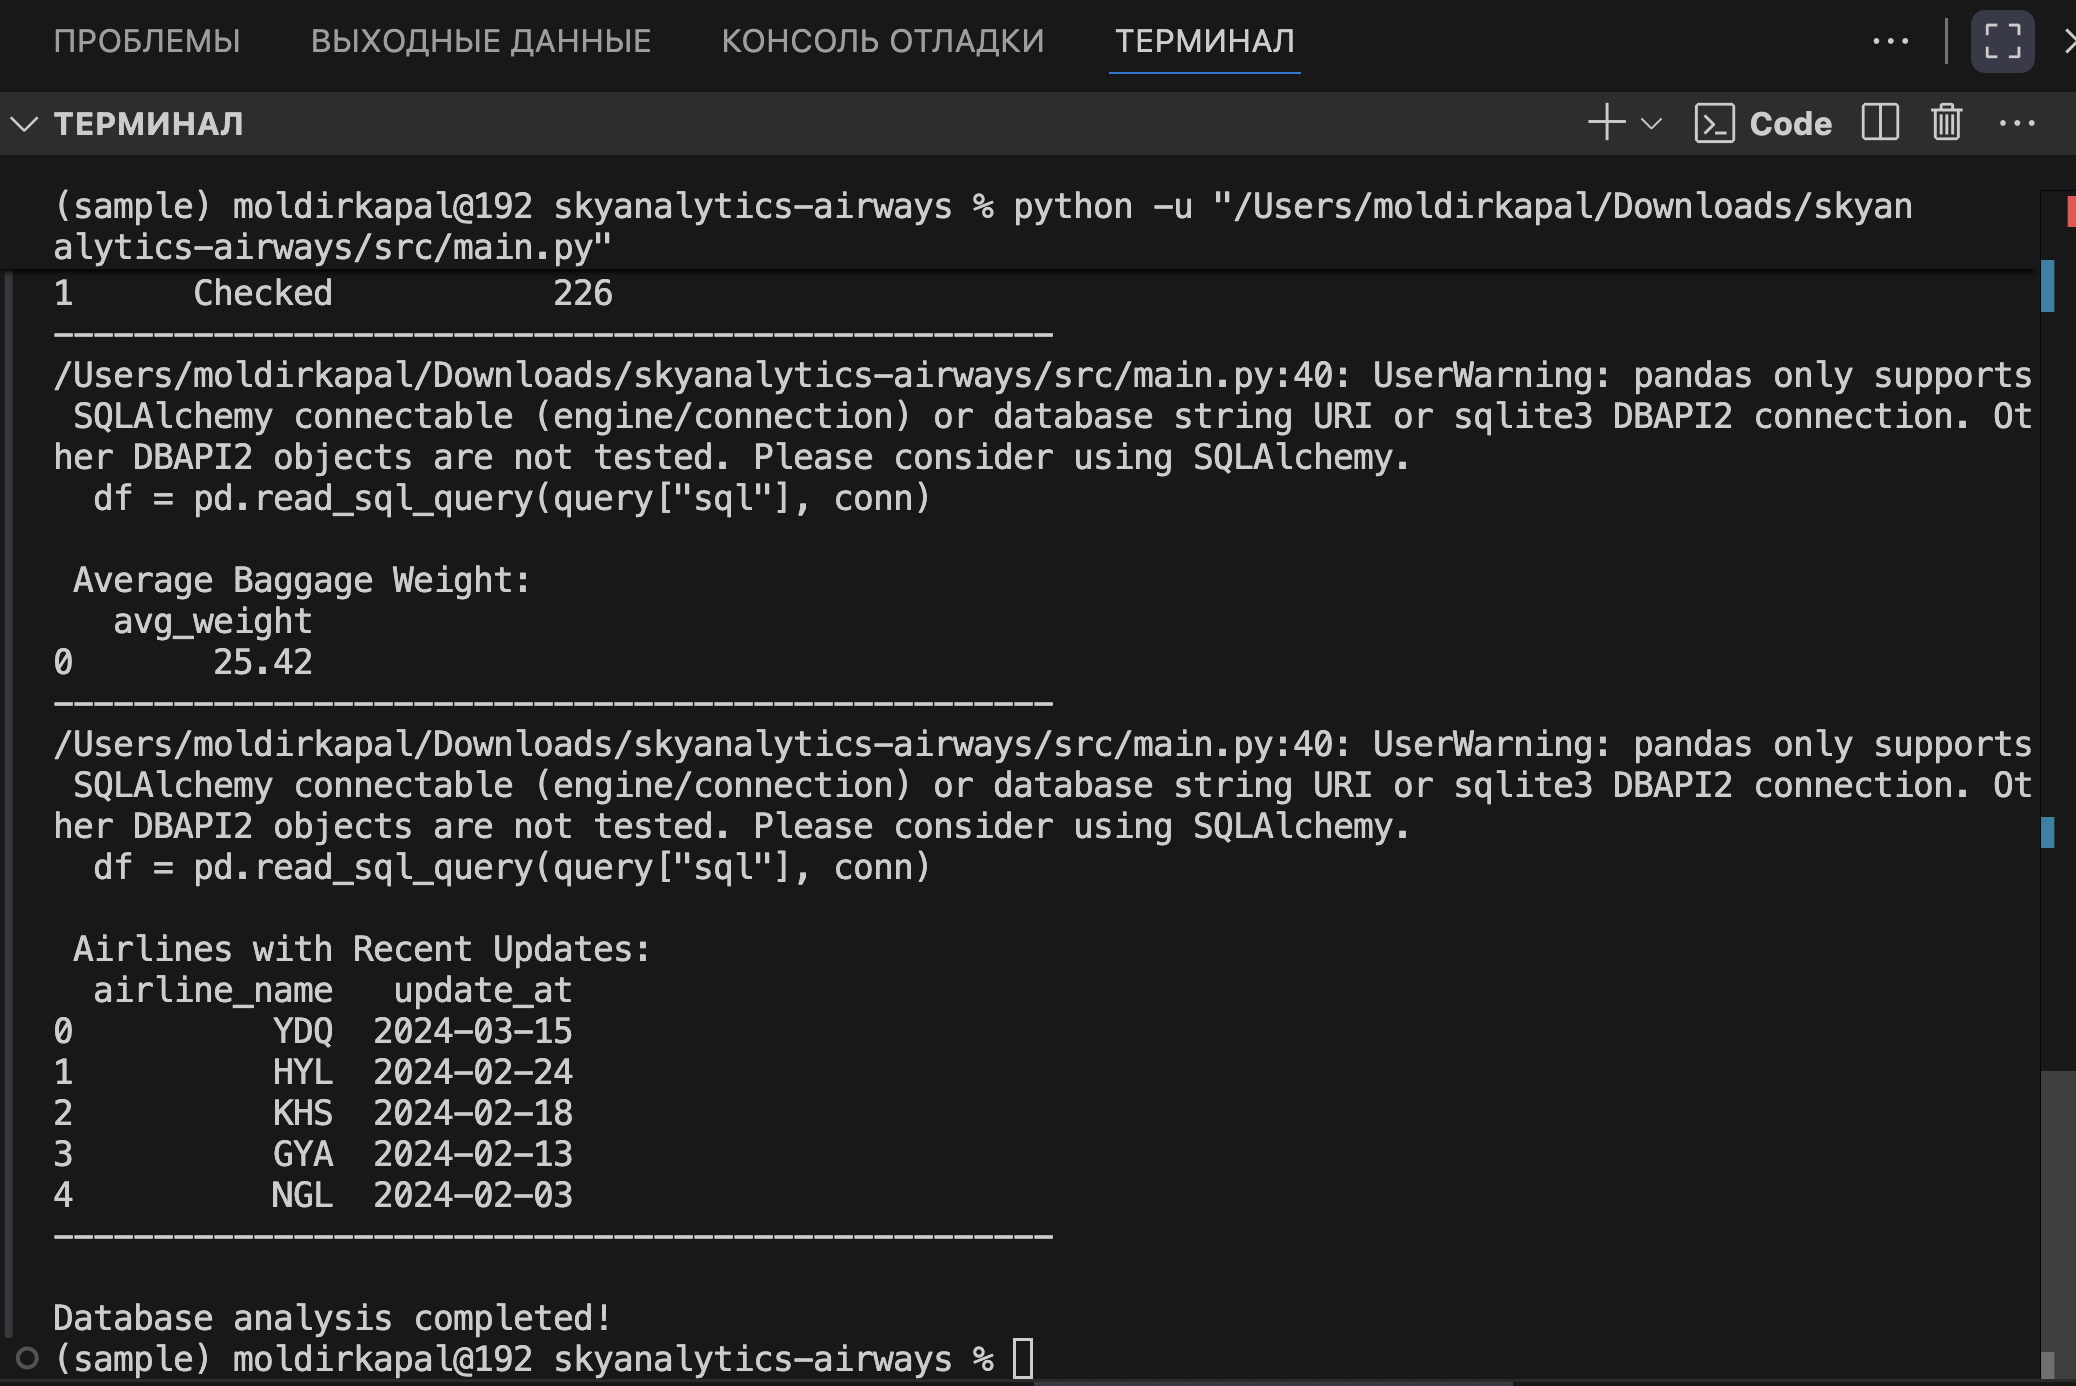 ПРОБЛЕМЫ ВЫХОДНЫЕ ДАННЫЕ КОНСОЛЬ ОТЛАДКИ ТЕРМИНАЛ
ТЕРМИНАЛ Code
(sample) moldirkapal@192 skyanalytics-airways % python -u "/Users/moldirkapal/Downloads/skyan
alytics-airways/src/main.py"
1      Checked           226
--------------------------------------------------
/Users/moldirkapal/Downloads/skyanalytics-airways/src/main.py:40: UserWarning: pandas only supports
 SQLAlchemy connectable (engine/connection) or database string URI or sqlite3 DBAPI2 connection. Ot
her DBAPI2 objects are not tested. Please consider using SQLAlchemy.
  df = pd.read_sql_query(query["sql"], conn)
 Average Baggage Weight:
   avg_weight
0       25.42
--------------------------------------------------
/Users/moldirkapal/Downloads/skyanalytics-airways/src/main.py:40: UserWarning: pandas only supports
 SQLAlchemy connectable (engine/connection) or database string URI or sqlite3 DBAPI2 connection. Ot
her DBAPI2 objects are not tested. Please consider using SQLAlchemy.
  df = pd.read_sql_query(query["sql"], conn)
 Airlines with Recent Updates:
  airline_name   update_at
0          YDQ  2024-03-15
1          HYL  2024-02-24
2          KHS  2024-02-18
3          GYA  2024-02-13
4          NGL  2024-02-03
--------------------------------------------------
Database analysis completed!
(sample) moldirkapal@192 skyanalytics-airways %